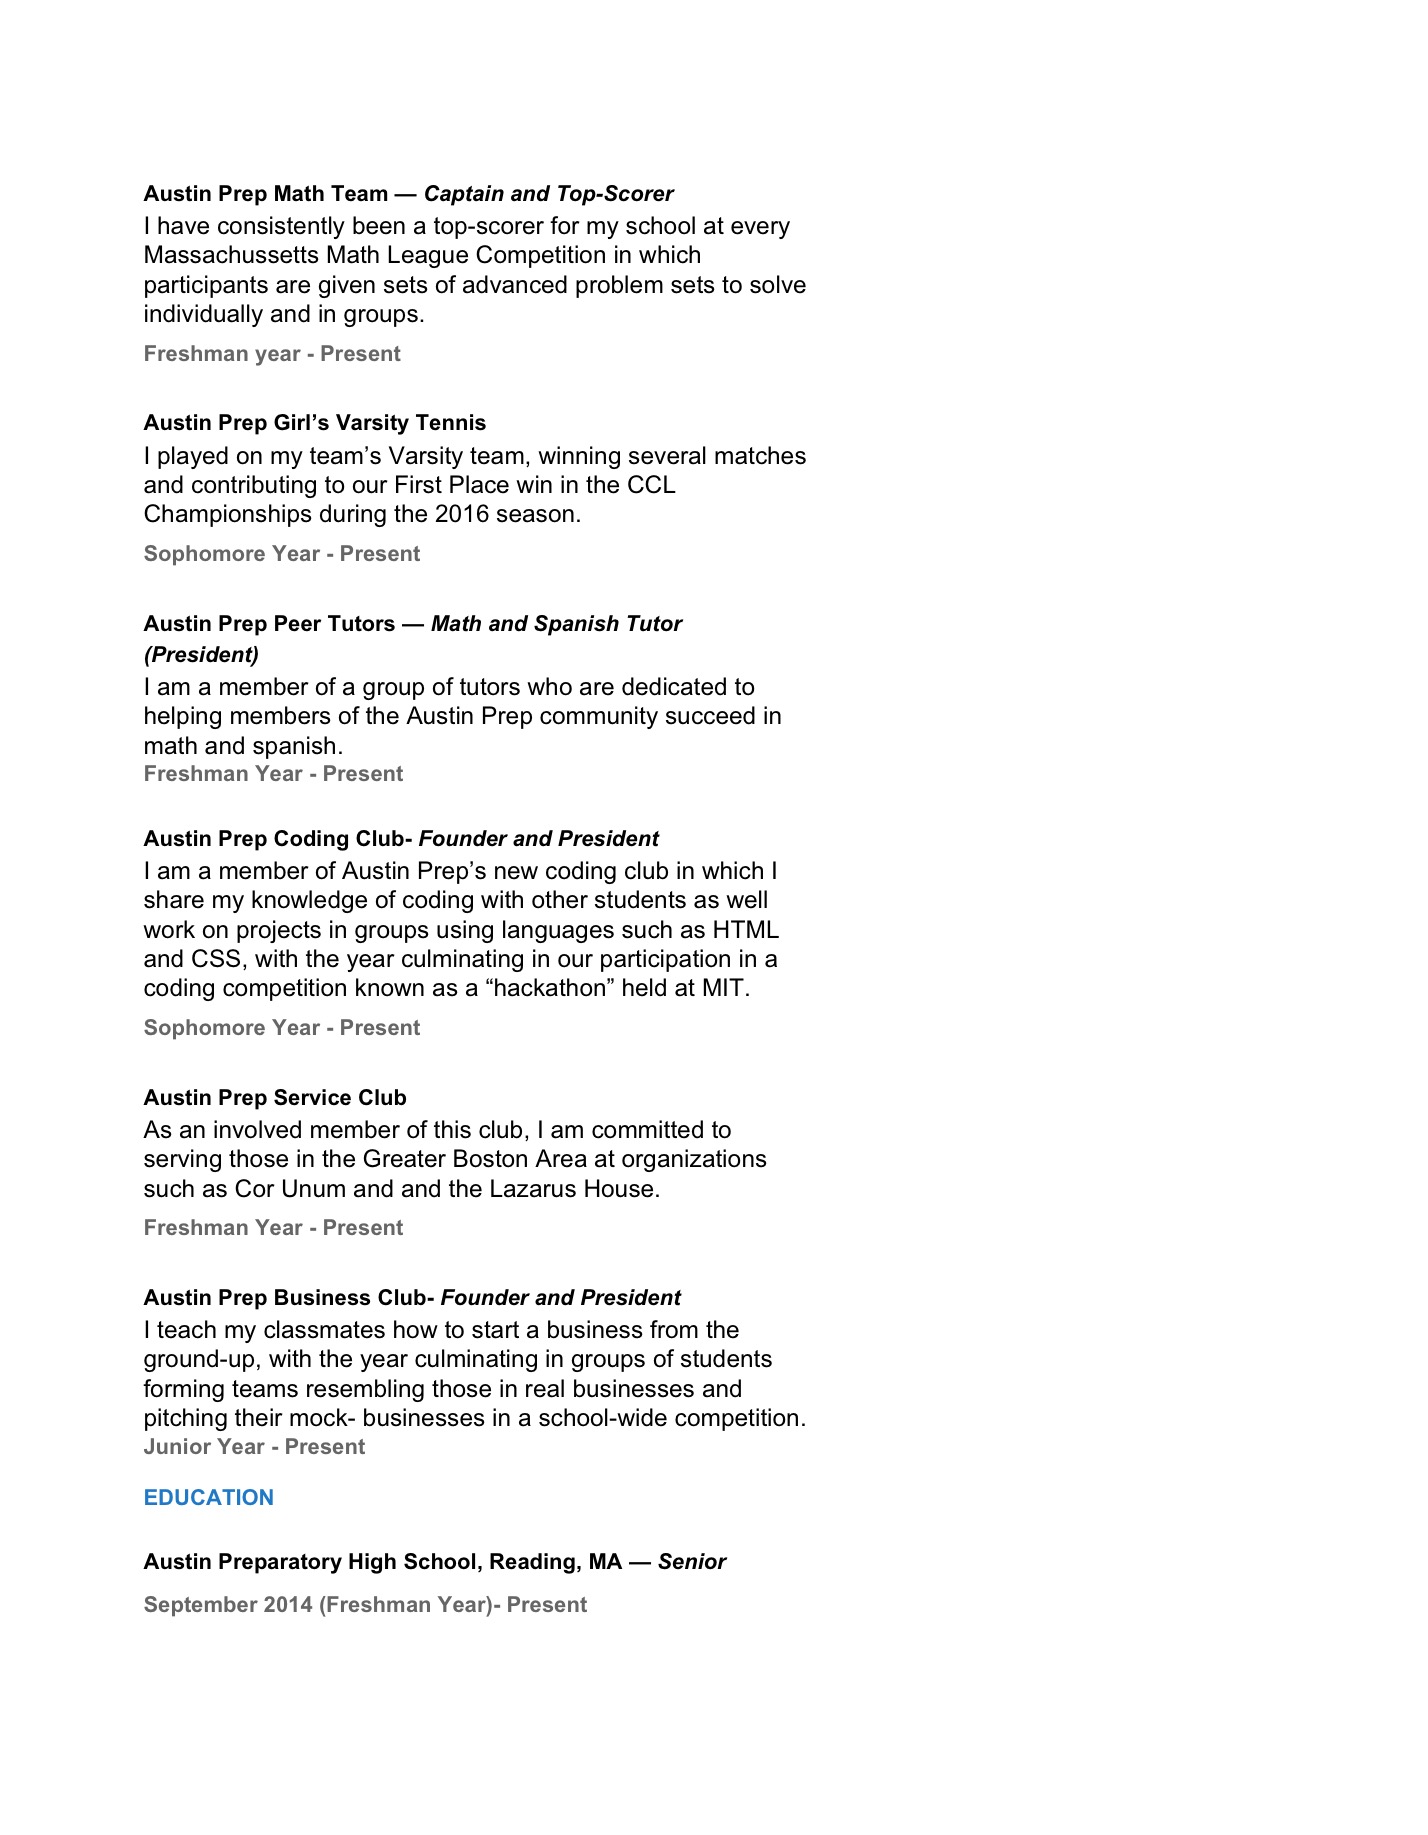 Austin Prep Math Team — Captain and Top-Scorer
I have consistently been a top-scorer for my school at every
Massachussetts Math League Competition in which
participants are given sets of advanced problem sets to solve
individually and in groups.
Freshman year - Present
Austin Prep Girl’s Varsity Tennis
I played on my team’s Varsity team, winning several matches
and contributing to our First Place win in the CCL
Championships during the 2016 season.
Sophomore Year - Present
Austin Prep Peer Tutors — Math and Spanish Tutor
(President)
I am a member of a group of tutors who are dedicated to
helping members of the Austin Prep community succeed in
math and spanish.
Freshman Year - Present
Austin Prep Coding Club- Founder and President
I am a member of Austin Prep’s new coding club in which I
share my knowledge of coding with other students as well
work on projects in groups using languages such as HTML
and CSS, with the year culminating in our participation in a
coding competition known as a “hackathon” held at MIT.
Sophomore Year - Present
Austin Prep Service Club
As an involved member of this club, I am committed to
serving those in the Greater Boston Area at organizations
such as Cor Unum and and the Lazarus House.
Freshman Year - Present
Austin Prep Business Club- Founder and President
I teach my classmates how to start a business from the
ground-up, with the year culminating in groups of students
forming teams resembling those in real businesses and
pitching their mock- businesses in a school-wide competition.
Junior Year - Present
EDUCATION
Austin Preparatory High School, Reading, MA — Senior
September 2014 (Freshman Year)- Present